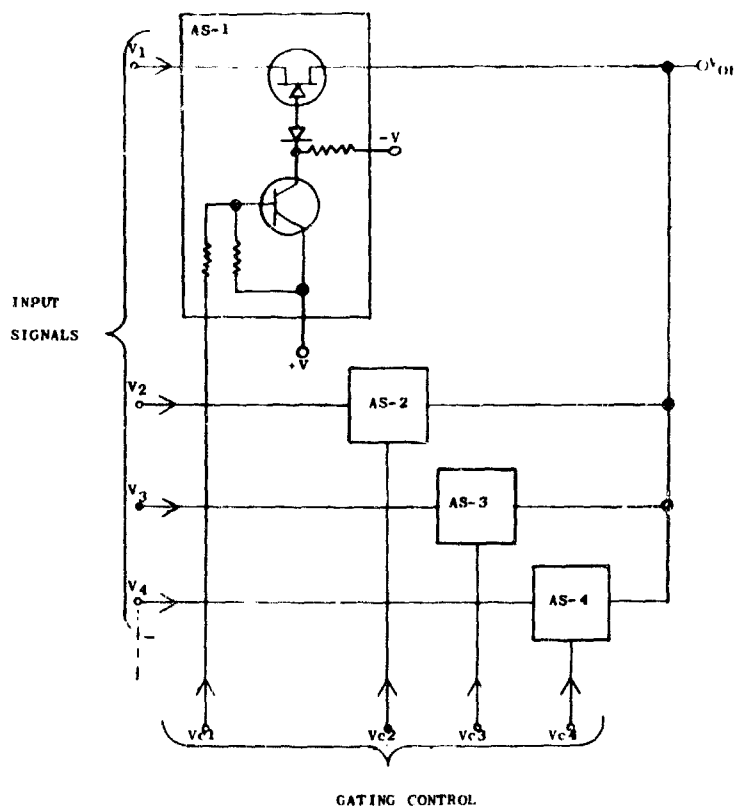 AS-1
V1
-V
INPUT
SIGNALS
+V
V2
AS-2
V3
AS-3
V4
AS-4
Vc1
Vc2
Vc3
Vc4
GATING CONTROL